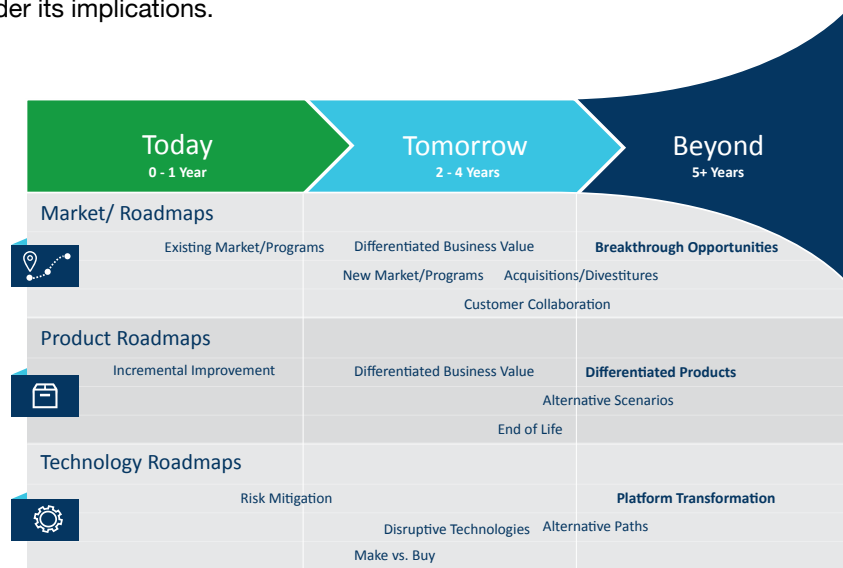 der its implications.
Today
0 - 1 Year
Tomorrow
2 - 4 Years
Beyond
5+ Years
Market/ Roadmaps
Existing Market/Programs
Differentiated Business Value
Breakthrough Opportunities
New Market/Programs
Acquisitions/Divestitures
Customer Collaboration
Product Roadmaps
Incremental Improvement
Differentiated Business Value
Differentiated Products
Alternative Scenarios
End of Life
Technology Roadmaps
Risk Mitigation
Platform Transformation
Disruptive Technologies
Alternative Paths
Make vs. Buy